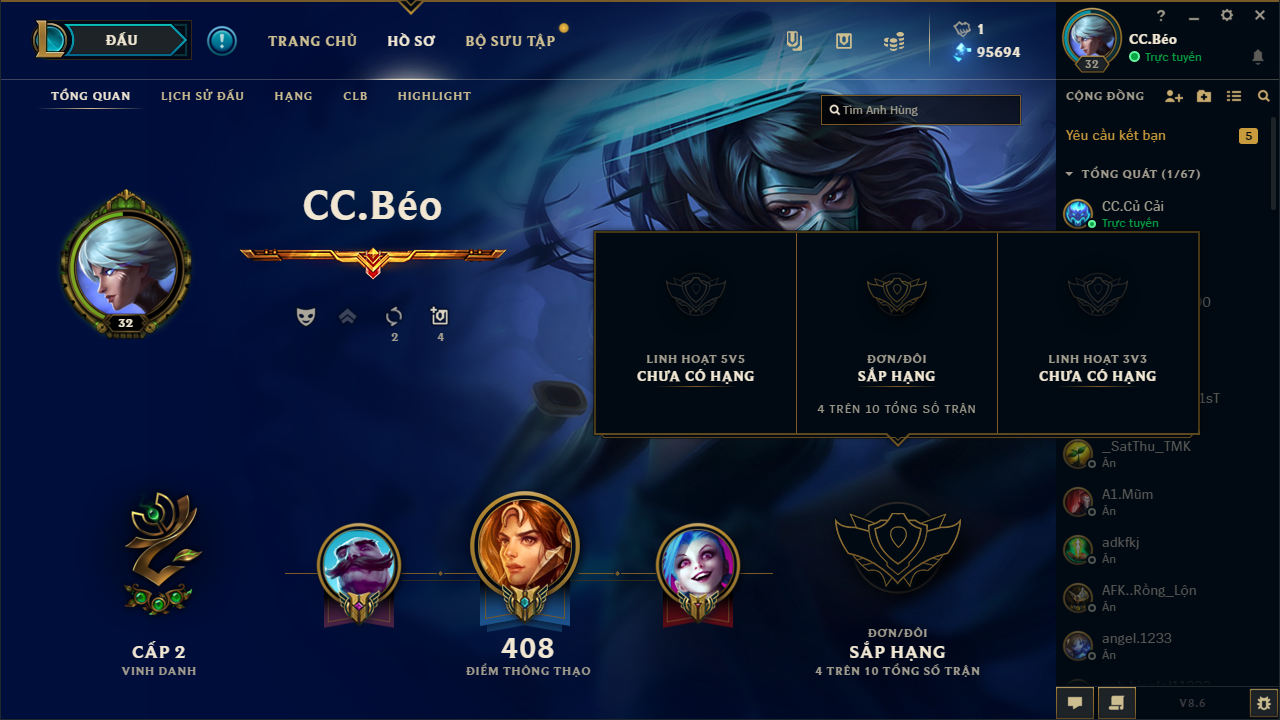 ĐẤU
TRANG CHỦ
HỒ SƠ
BỘ SƯU TẬP
1
95694
?
CC.Béo
Trực tuyến
32
TỔNG QUAN
LỊCH SỬ ĐẤU
HẠNG
CLB
HIGHLIGHT
Tìm Anh Hùng
CỘNG ĐỒNG
Yêu cầu kết bạn
5
TỔNG QUÁT (1/67)
CC.Củ Cải
Trực tuyến
CC.Béo
32
2
4
LINH HOẠT 5V5
CHƯA CÓ HẠNG
ĐƠN/ĐÔI
SẮP HẠNG
4 TRÊN 10 TỔNG SỐ TRẬN
LINH HOẠT 3V3
CHƯA CÓ HẠNG
_SatThu_TMK
Ẩn
A1.Mũm
Ẩn
adkfkj
Ẩn
AFK..Rồng_Lộn
Ẩn
angel.1233
Ẩn
CẤP 2
VINH DANH
408
ĐIỂM THÔNG THẠO
ĐƠN/ĐÔI
SẮP HẠNG
4 TRÊN 10 TỔNG SỐ TRẬN
V8.6